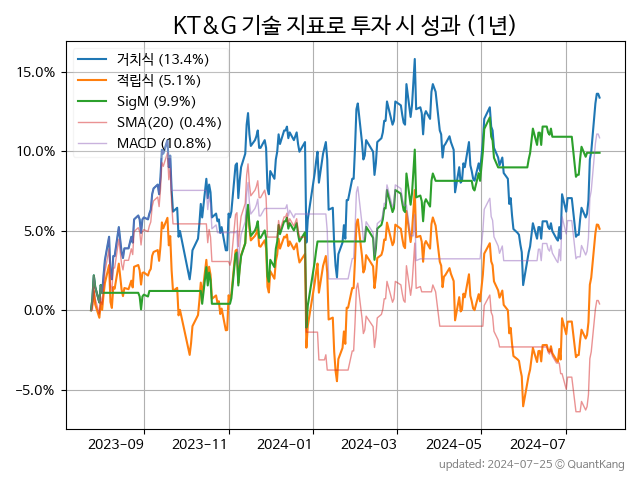 KT&G 기술 지표로 투자 시 성과 (1년)
거치식 (13.4%)
적립식 (5.1%)
SigM (9.9%)
SMA(20) (0.4%)
MACD (10.8%)
15.0%
10.0%
5.0%
0.0%
−5.0%
2023−09
2023−11
2024−01
2024−03
2024−05
2024−07
updated: 2024-07-25 © QuantKang